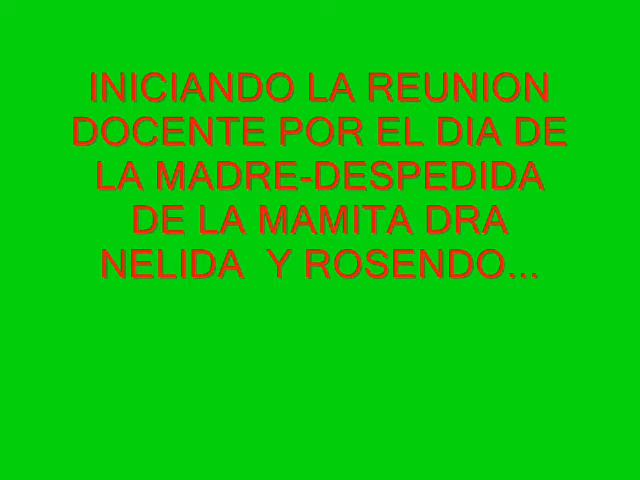 INICIANDO LA REUNION
DOCENTE POR EL DIA DE
LA MADRE-DESPEDIDA
DE LA MAMITA DRA
NELIDA  Y ROSENDO...